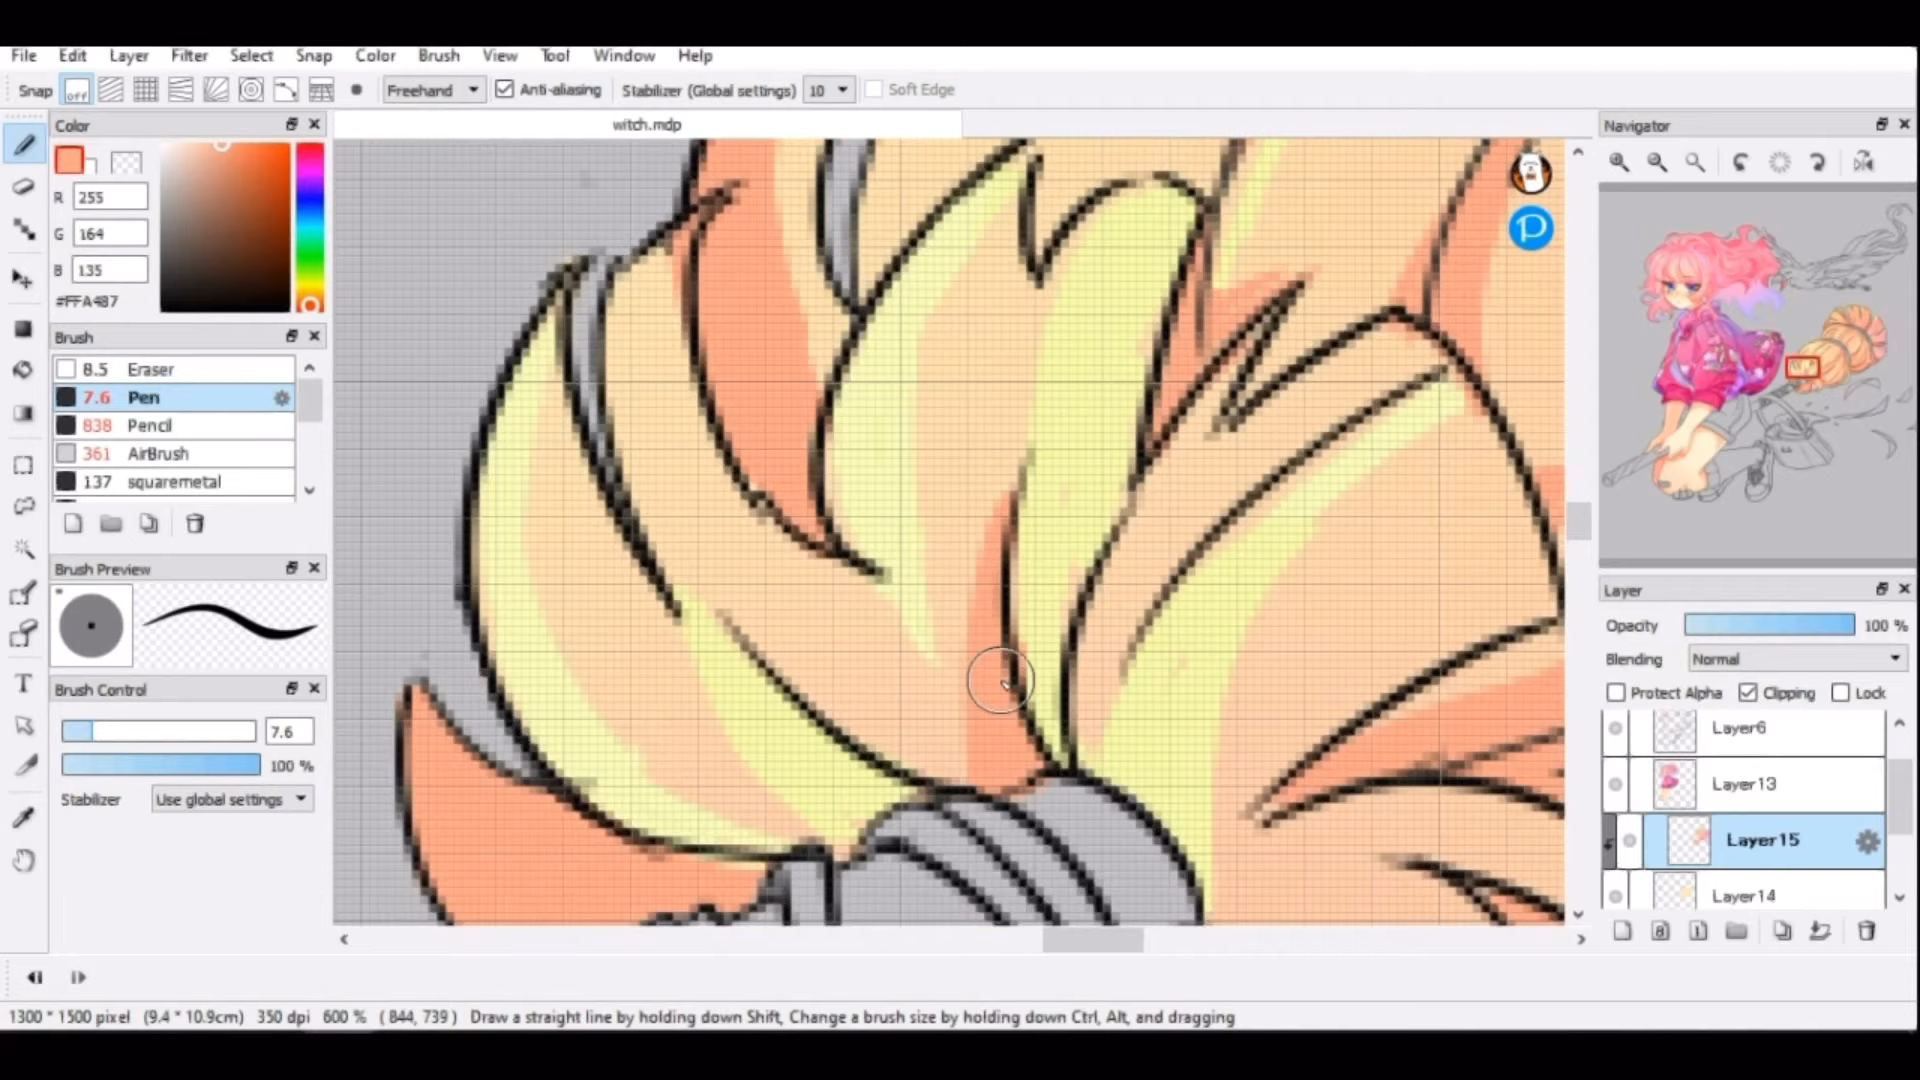 File Edit Layer Filter Select Snap Color Brush View Tool Window Help
Snap off Freehand Anti-aliasing Stabilizer (Global settings) 10 Soft Edge
Color
witch.mdp
Navigator
R 255
G 164
B 135
#FFA487
Brush
8.5 Eraser
7.6 Pen
838 Pencil
361 AirBrush
137 squaremetal
Brush Preview
Brush Control
7.6
100 %
Stabilizer Use global settings
Layer
Opacity 100 %
Blending Normal
Protect Alpha Clipping Lock
Layer6
Layer13
Layer15
Layer14
8 1
1300 * 1500 pixel (9.4 * 10.9cm) 350 dpi 600 % ( 844, 739 ) Draw a straight line by holding down Shift, Change a brush size by holding down Ctrl, Alt, and dragging